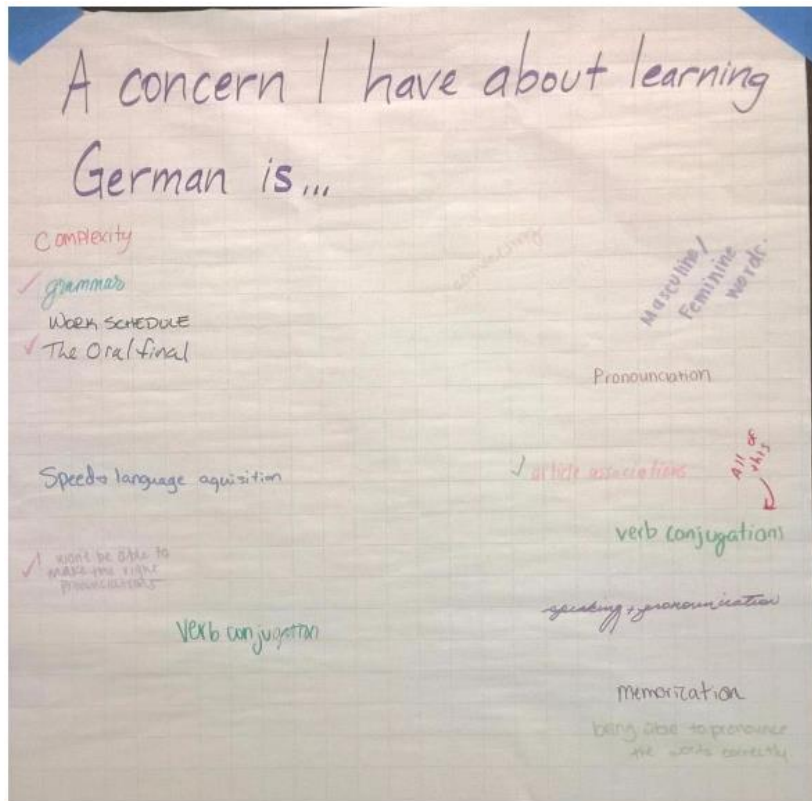 A concern I have about learning
German is...
Complexity
grammar
WORK SCHEDULE
The Oral final
Speed + language aquisition
won't be able to
make the right
pronounciations
verb conjugation
Masculine/
Feminine
words.
Pronounciation
article associations
All of
this
verb conjugations
speaking + pronounication
memorization
being able to pronounce
the words correctly